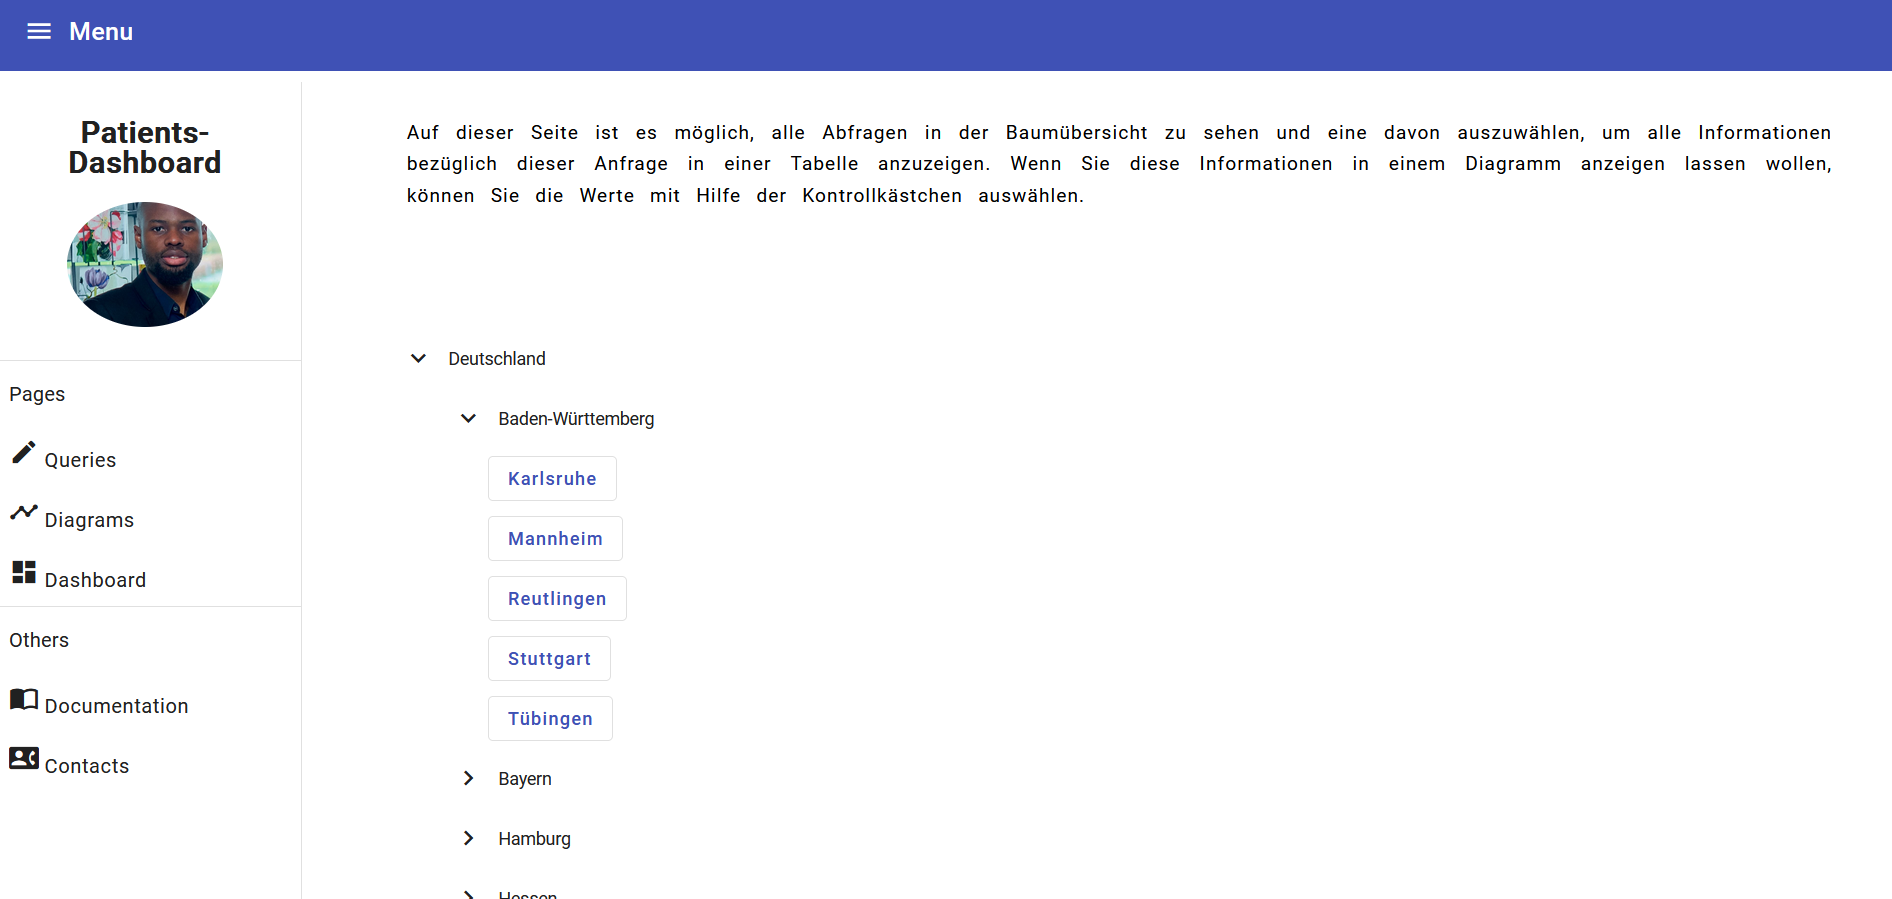 Menu
Patients-
Dashboard
Pages
Queries
Diagrams
Dashboard
Others
Documentation
Contacts
Auf dieser Seite ist es möglich, alle Abfragen in der Baumübersicht zu sehen und eine davon auszuwählen, um alle Informationen
bezüglich dieser Anfrage in einer Tabelle anzuzeigen. Wenn Sie diese Informationen in einem Diagramm anzeigen lassen wollen,
können Sie die Werte mit Hilfe der Kontrollkästchen auswählen.
Deutschland
Baden-Württemberg
Karlsruhe
Mannheim
Reutlingen
Stuttgart
Tübingen
Bayern
Hamburg
Hessen